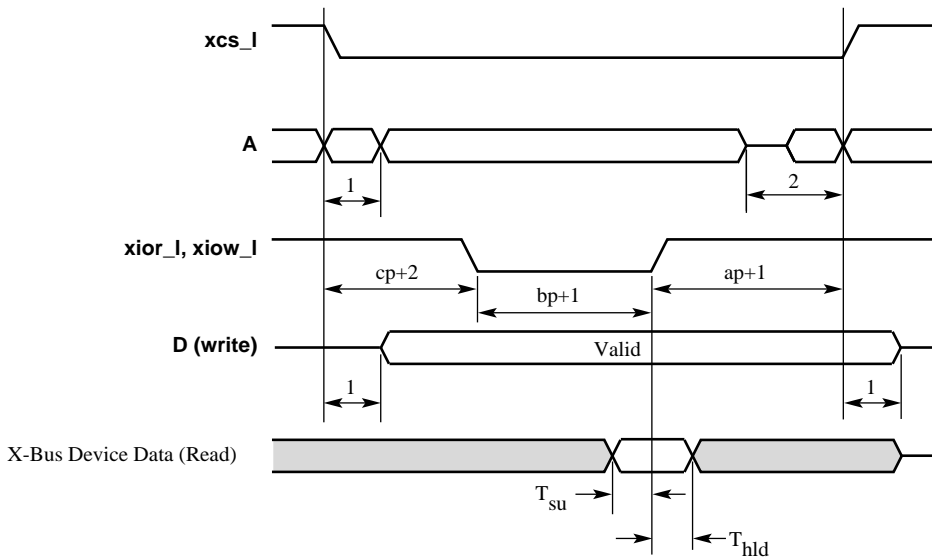 xcs_l
A
1
2
xior_l, xiow_l
cp+2
ap+1
bp+1
D (write)
Valid
1
1
X-Bus Device Data (Read)
Tsu
Thld